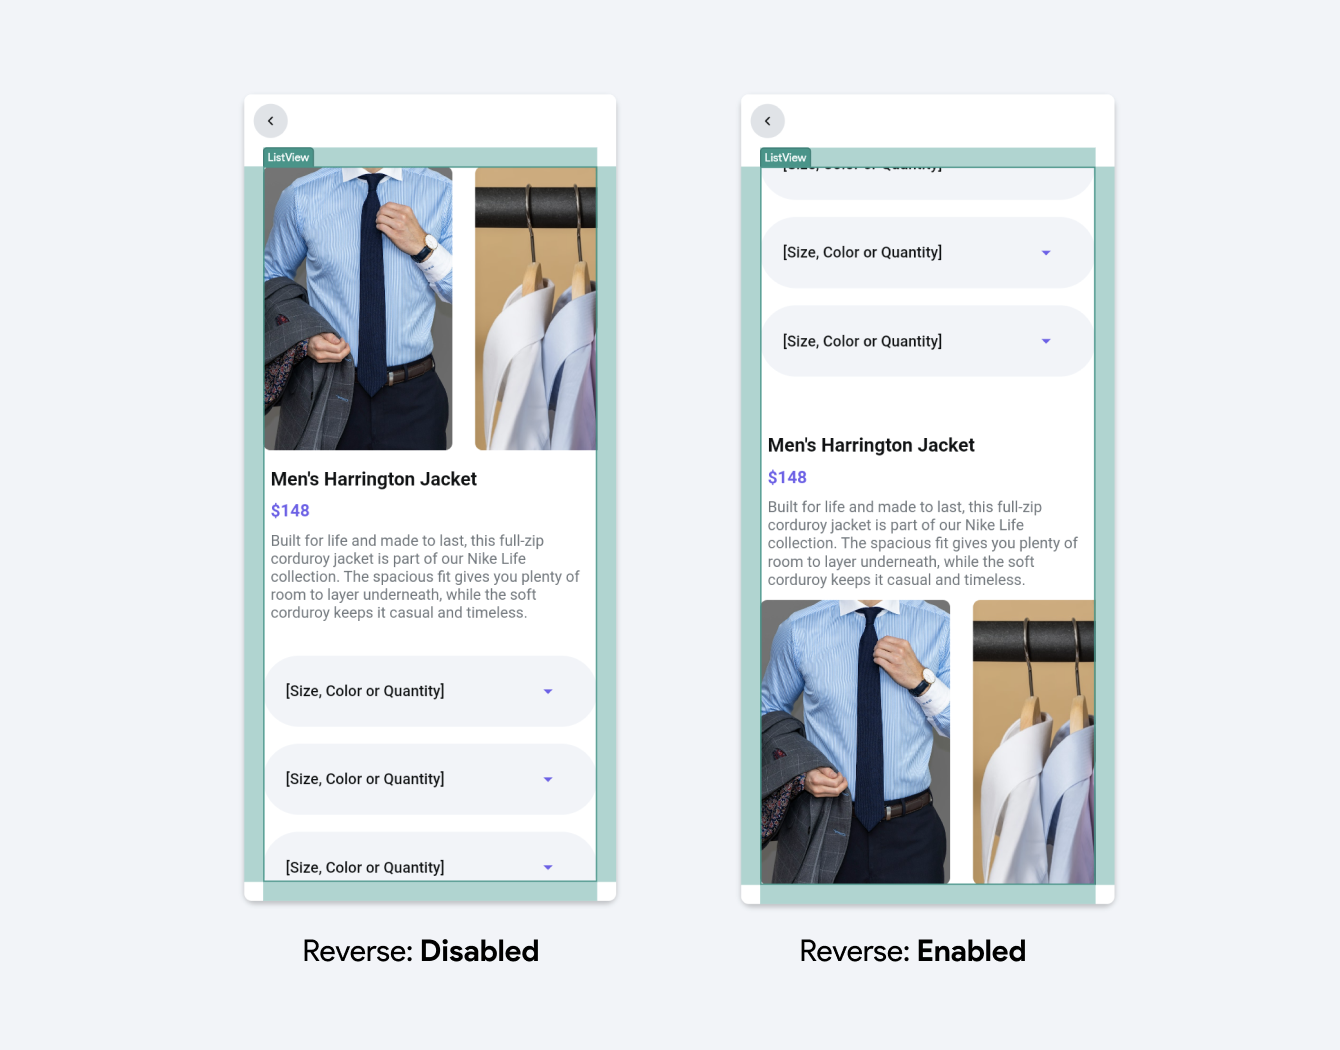 ListView
Men's Harrington Jacket
$148
Built for life and made to last, this full-zip
corduroy jacket is part of our Nike Life
collection. The spacious fit gives you plenty of
room to layer underneath, while the soft
corduroy keeps it casual and timeless.
[Size, Color or Quantity]
[Size, Color or Quantity]
[Size, Color or Quantity]
Reverse: Disabled
ListView
[Size, Color or Quantity]
[Size, Color or Quantity]
[Size, Color or Quantity]
Men's Harrington Jacket
$148
Built for life and made to last, this full-zip
corduroy jacket is part of our Nike Life
collection. The spacious fit gives you plenty of
room to layer underneath, while the soft
corduroy keeps it casual and timeless.
Reverse: Enabled